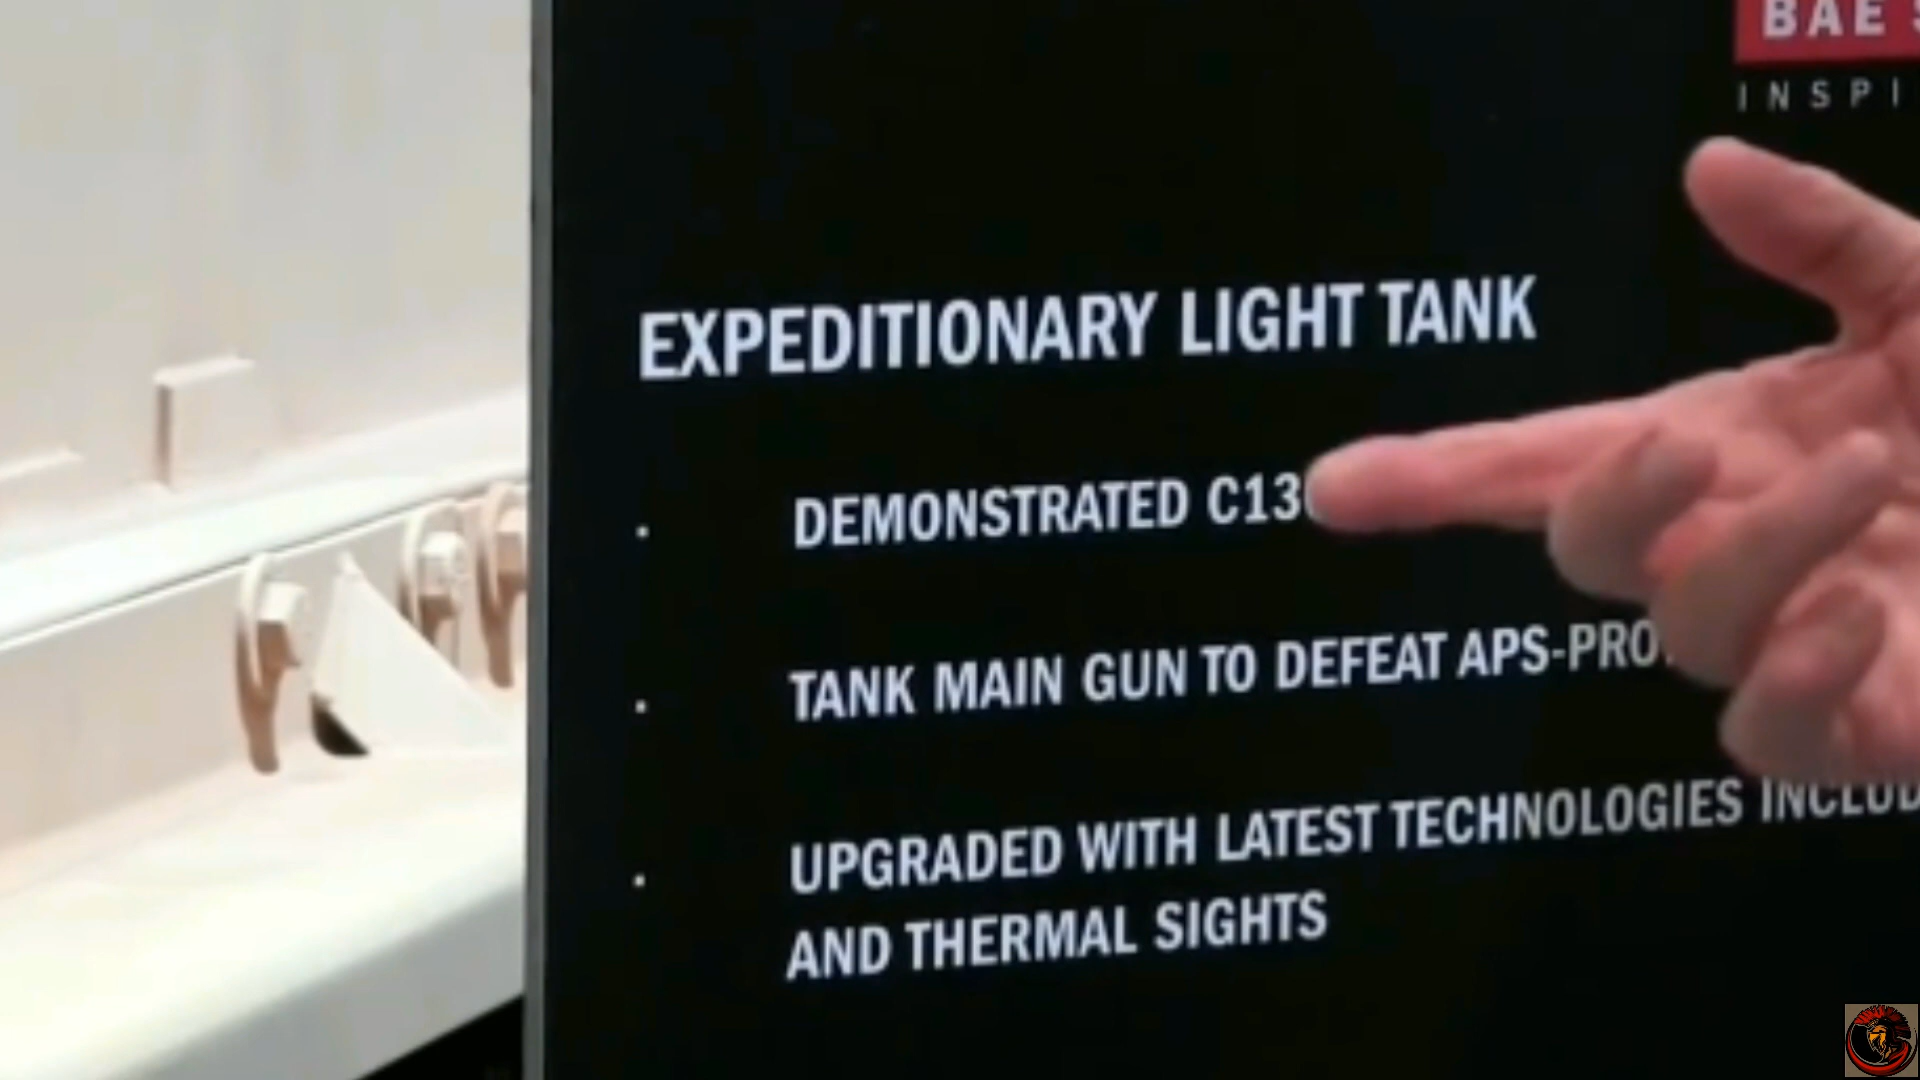 BAE
INSPI
EXPEDITIONARY LIGHT TANK
· DEMONSTRATED C13
· TANK MAIN GUN TO DEFEAT APS-PRO
· UPGRADED WITH LATEST TECHNOLOGIES INCLUD
AND THERMAL SIGHTS